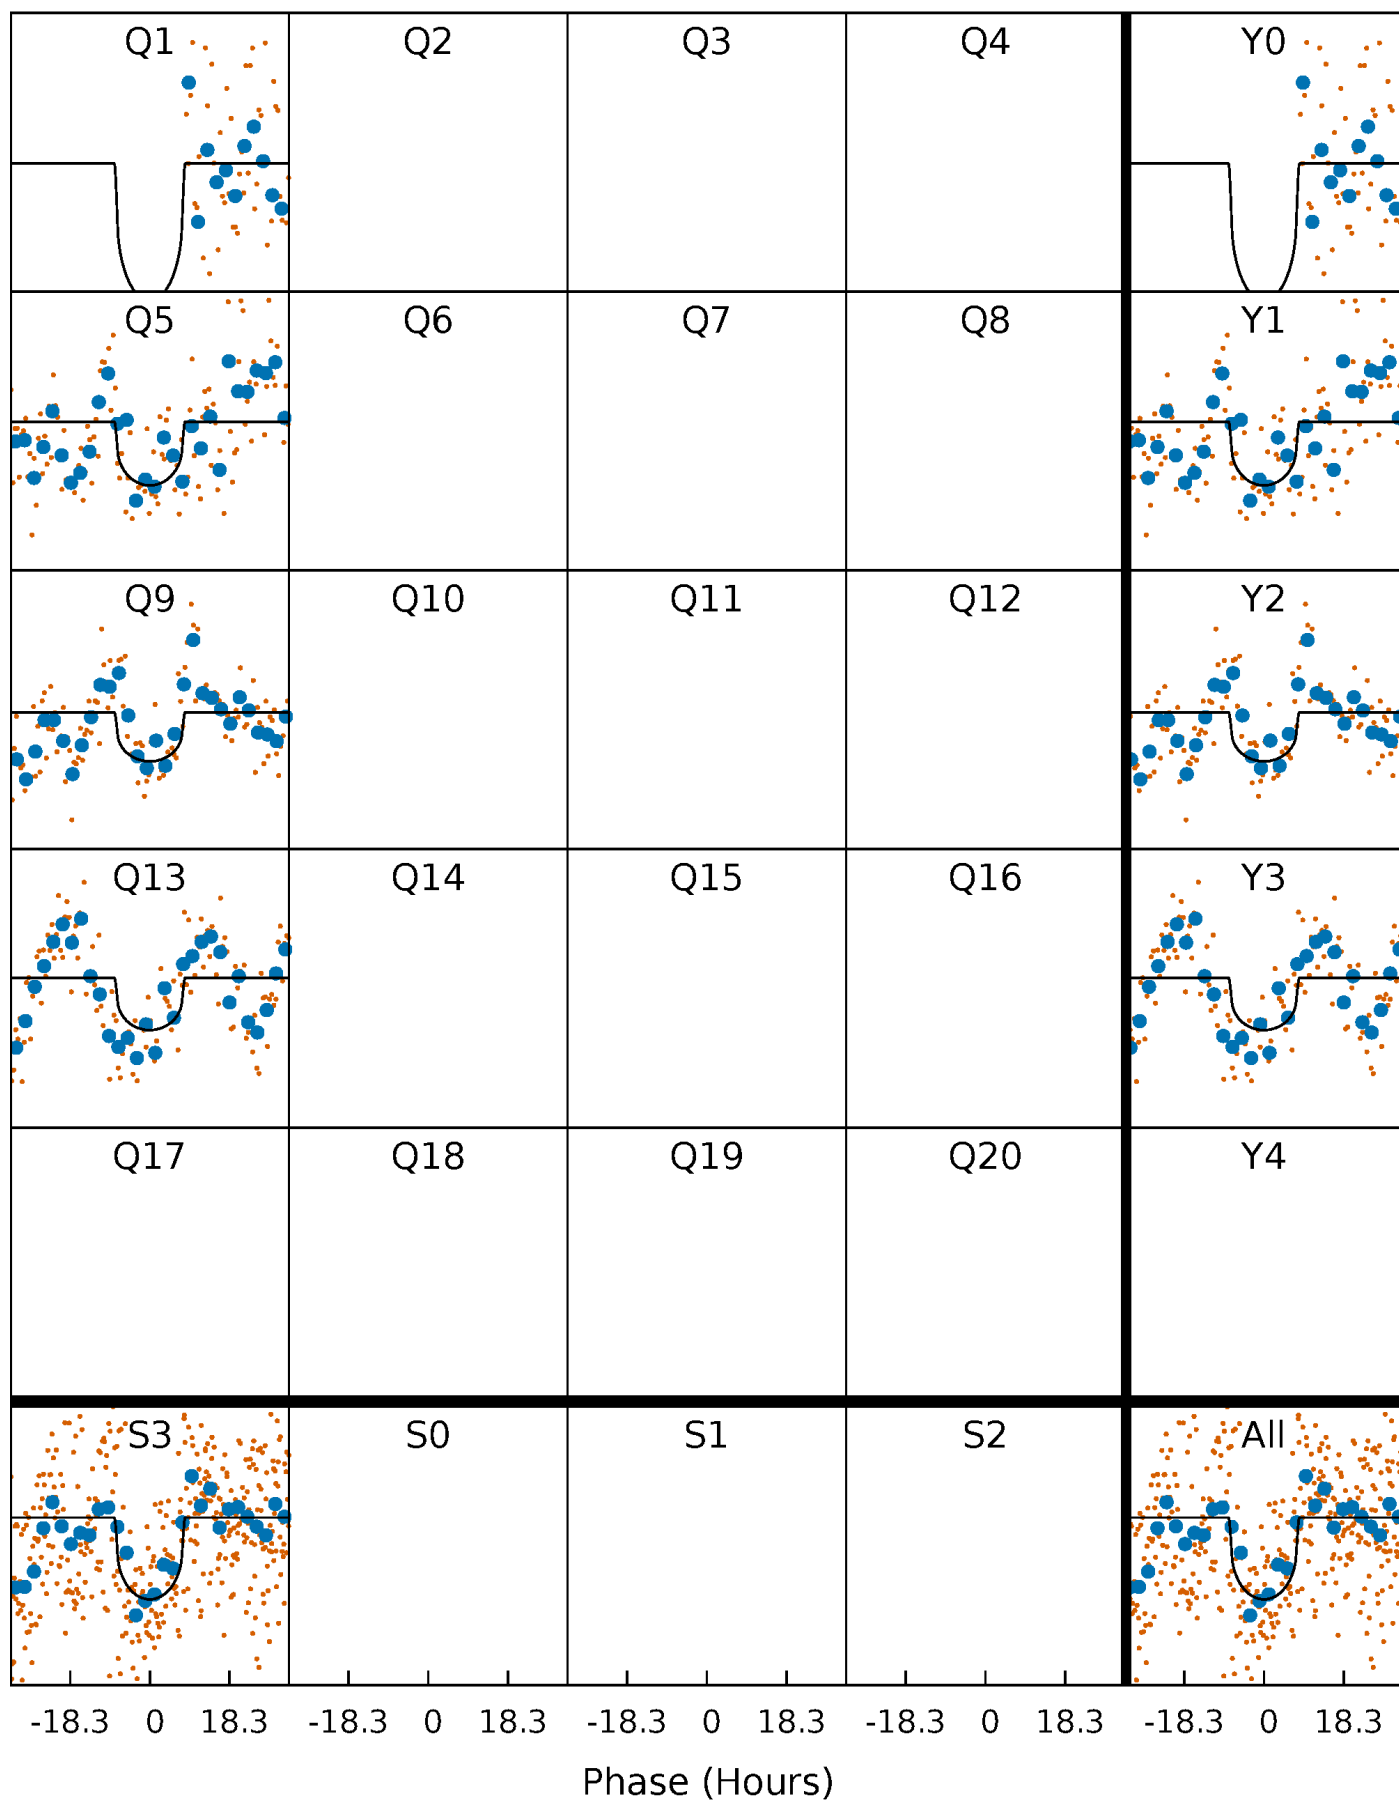 Q1 Q2 Q3 Q4 Y0
Q5 Q6 Q7 Q8 Y1
Q9 Q10 Q11 Q12 Y2
Q13 Q14 Q15 Q16 Y3
Q17 Q18 Q19 Q20 Y4
S3 S0 S1 S2 All
-18.3 0 18.3 -18.3 0 18.3 -18.3 0 18.3 -18.3 0 18.3 -18.3 0 18.3
Phase (Hours)